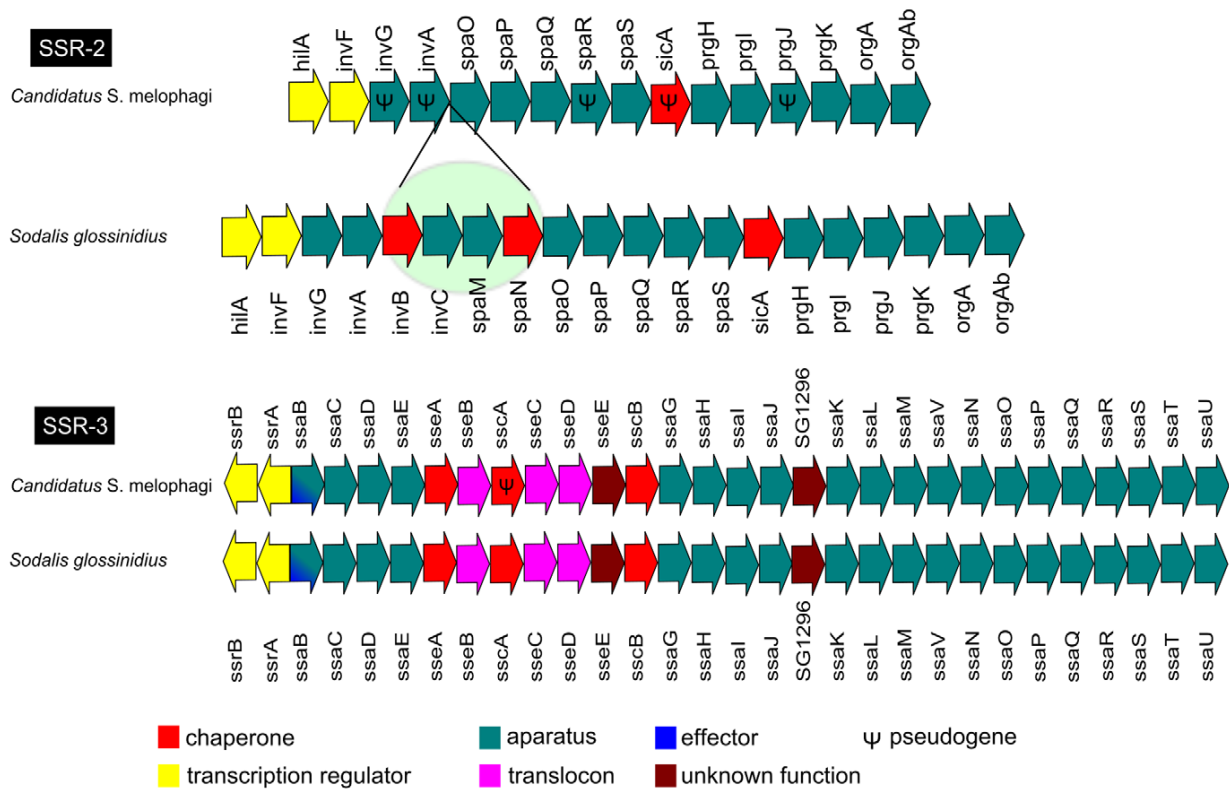 SSR-2
hilA invF invG invA spaO spaP spaQ spaR spaS sicA prgH prgI prgJ prgK orgA orgAb
Candidatus S. melophagi
Ψ Ψ Ψ Ψ Ψ
Sodalis glossinidius
hilA invF invG invA invB invC spaM spaN spaO spaP spaQ spaR spaS sicA prgH prgI prgJ prgK orgA orgAb
SSR-3
ssrB ssrA ssaB ssaC ssaD ssaE sseA sseB sscA sseC sseD sseE sscB ssaG ssaH ssaI ssaJ SG1296 ssaK ssaL ssaM ssaV ssaN ssaO ssaP ssaQ ssaR ssaS ssaT ssaU
Candidatus S. melophagi
Ψ
Sodalis glossinidius
ssrB ssrA ssaB ssaC ssaD ssaE sseA sseB sscA sseC sseD sseE sscB ssaG ssaH ssaI ssaJ SG1296 ssaK ssaL ssaM ssaV ssaN ssaO ssaP ssaQ ssaR ssaS ssaT ssaU
chaperone aparatus effector Ψ pseudogene
transcription regulator translocon unknown function